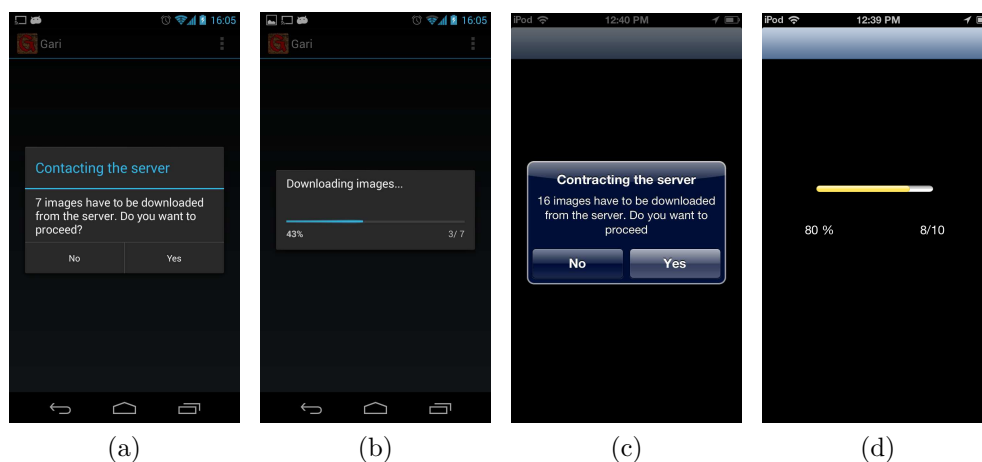 16:05
Gari
Contacting the server
7 images have to be downloaded
from the server. Do you want to
proceed?
No Yes
(a)
16:05
Gari
Downloading images...
43% 3/ 7
(b)
iPod 12:40 PM
Contracting the server
16 images have to be downloaded
from the server. Do you want to
proceed
No Yes
(c)
iPod 12:39 PM
80 % 8/10
(d)